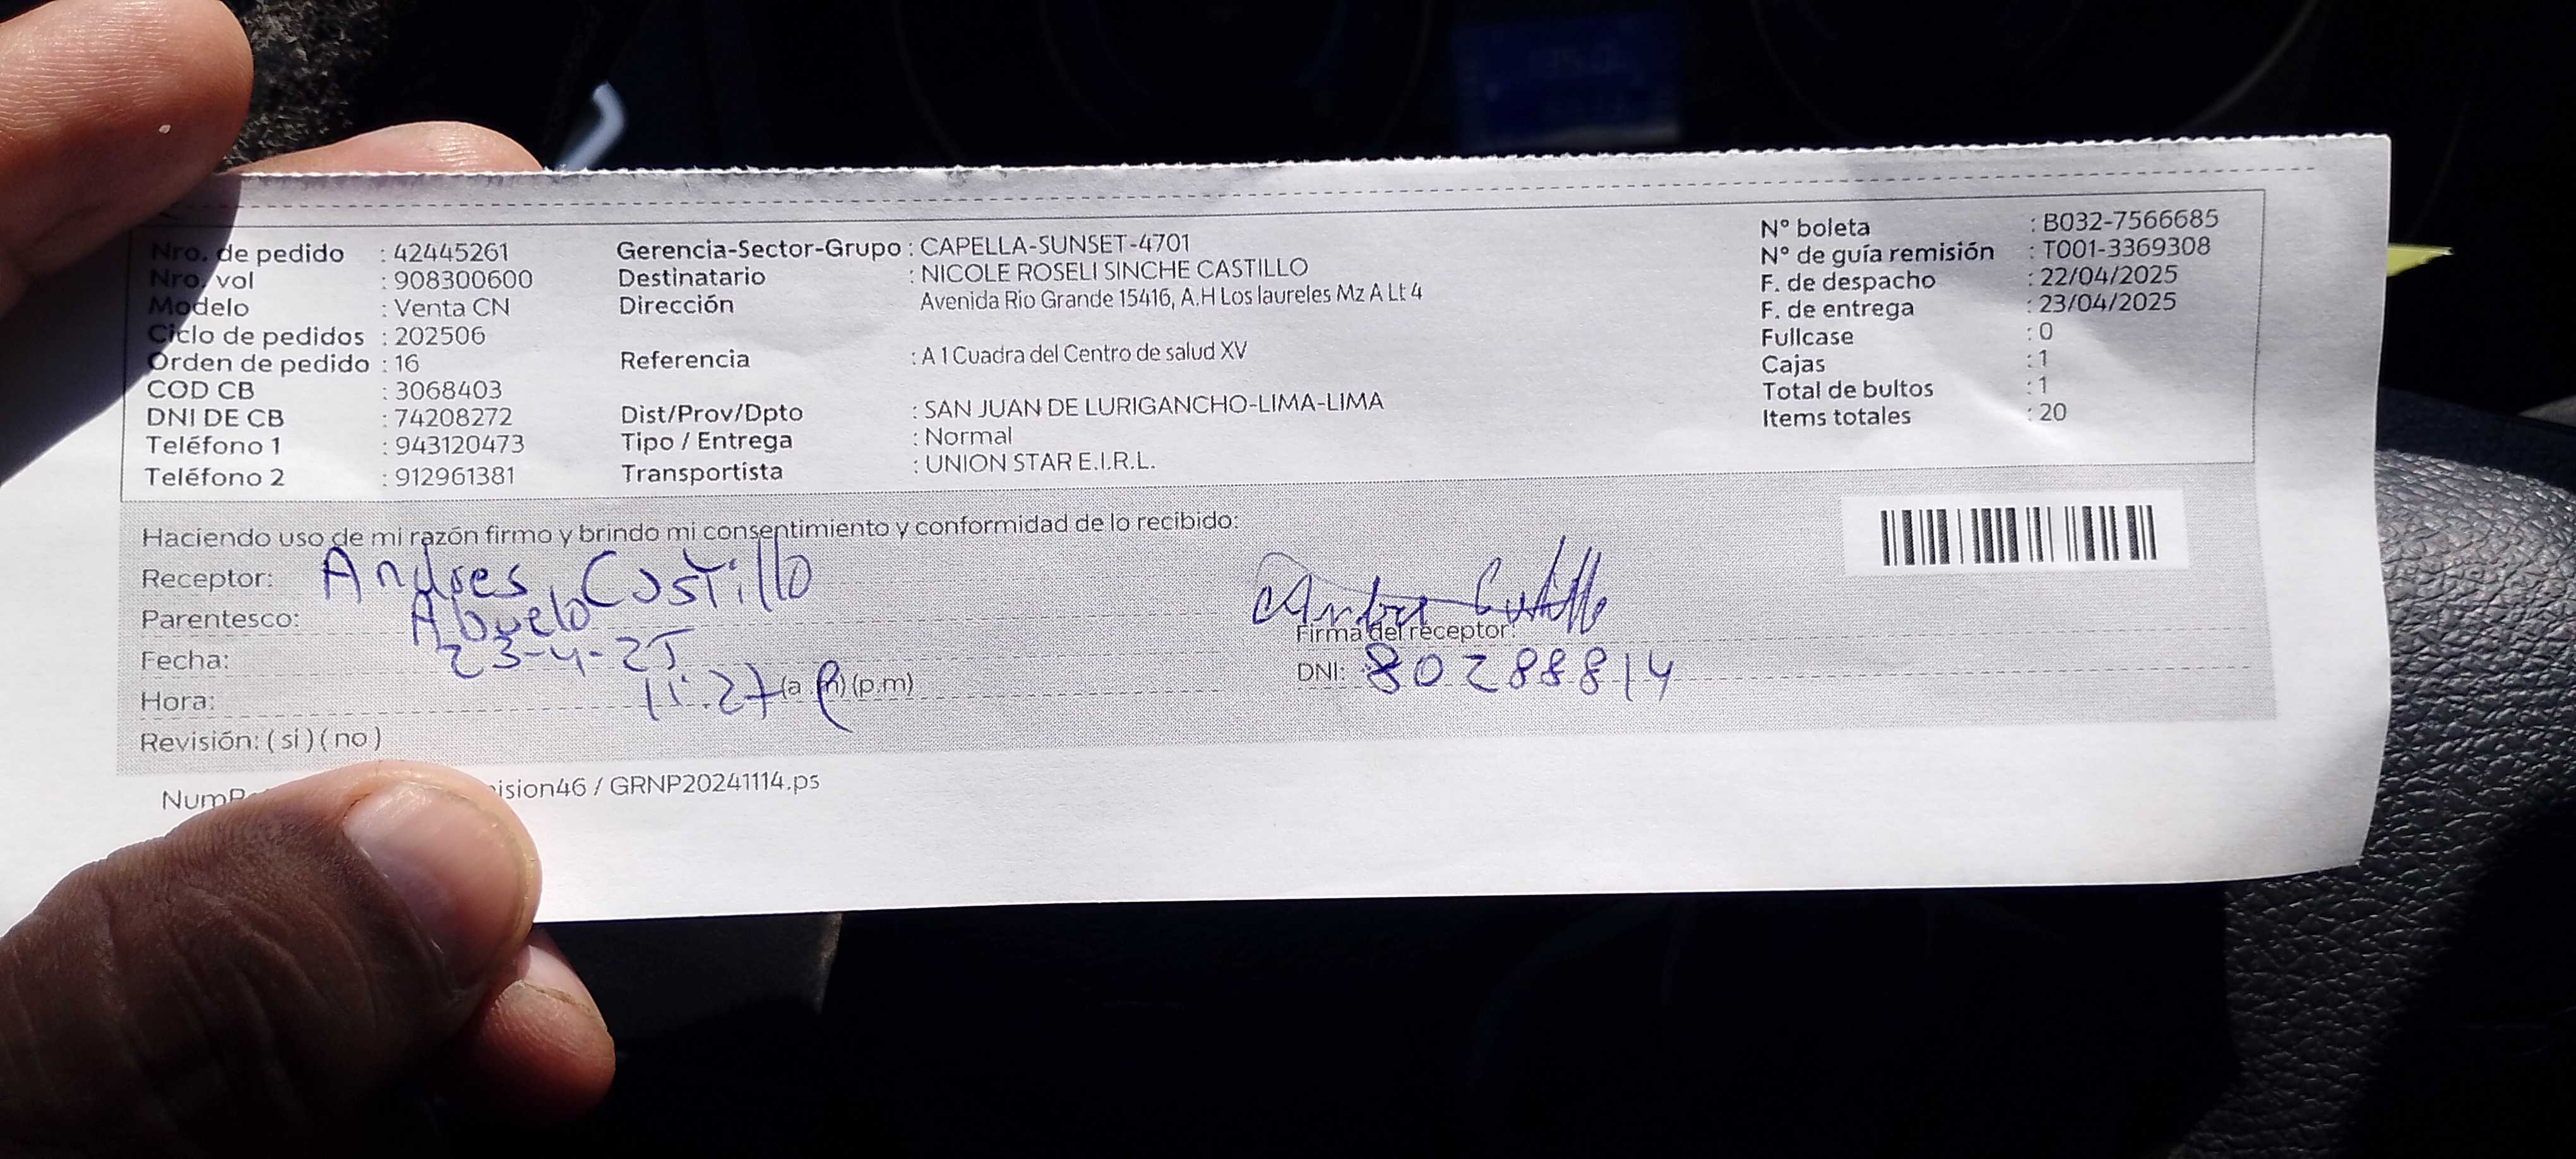 Nro. de pedido : 42445261
Nro. vol : 908300600
Modelo : Venta CN
Ciclo de pedidos : 202506
Orden de pedido : 16
COD CB : 3068403
DNI DE CB : 74208272
Teléfono 1 : 943120473
Teléfono 2 : 912961381
Gerencia-Sector-Grupo : CAPELLA-SUNSET-4701
Destinatario : NICOLE ROSELI SINCHE CASTILLO
Dirección Avenida Rio Grande 15416, A.H Los laureles Mz A Lt 4
Referencia : A 1 Cuadra del Centro de salud XV
Dist/Prov/Dpto : SAN JUAN DE LURIGANCHO-LIMA-LIMA
Tipo / Entrega : Normal
Transportista : UNION STAR E.I.R.L.
N° boleta : B032-7566685
N° de guía remisión : T001-3369308
F. de despacho : 22/04/2025
F. de entrega : 23/04/2025
Fullcase : 0
Cajas : 1
Total de bultos : 1
Items totales : 20
Haciendo uso de mi razón firmo y brindo mi consentimiento y conformidad de lo recibido:
Receptor: Andres Castillo
Parentesco: Abuelo
Fecha: 23-4-25
Hora: 11:27 (a.m) (p.m)
Revisión: ( si ) ( no )
Andres Castillo
Firma del receptor:
DNI: 80288814
ision46 / GRNP20241114.ps